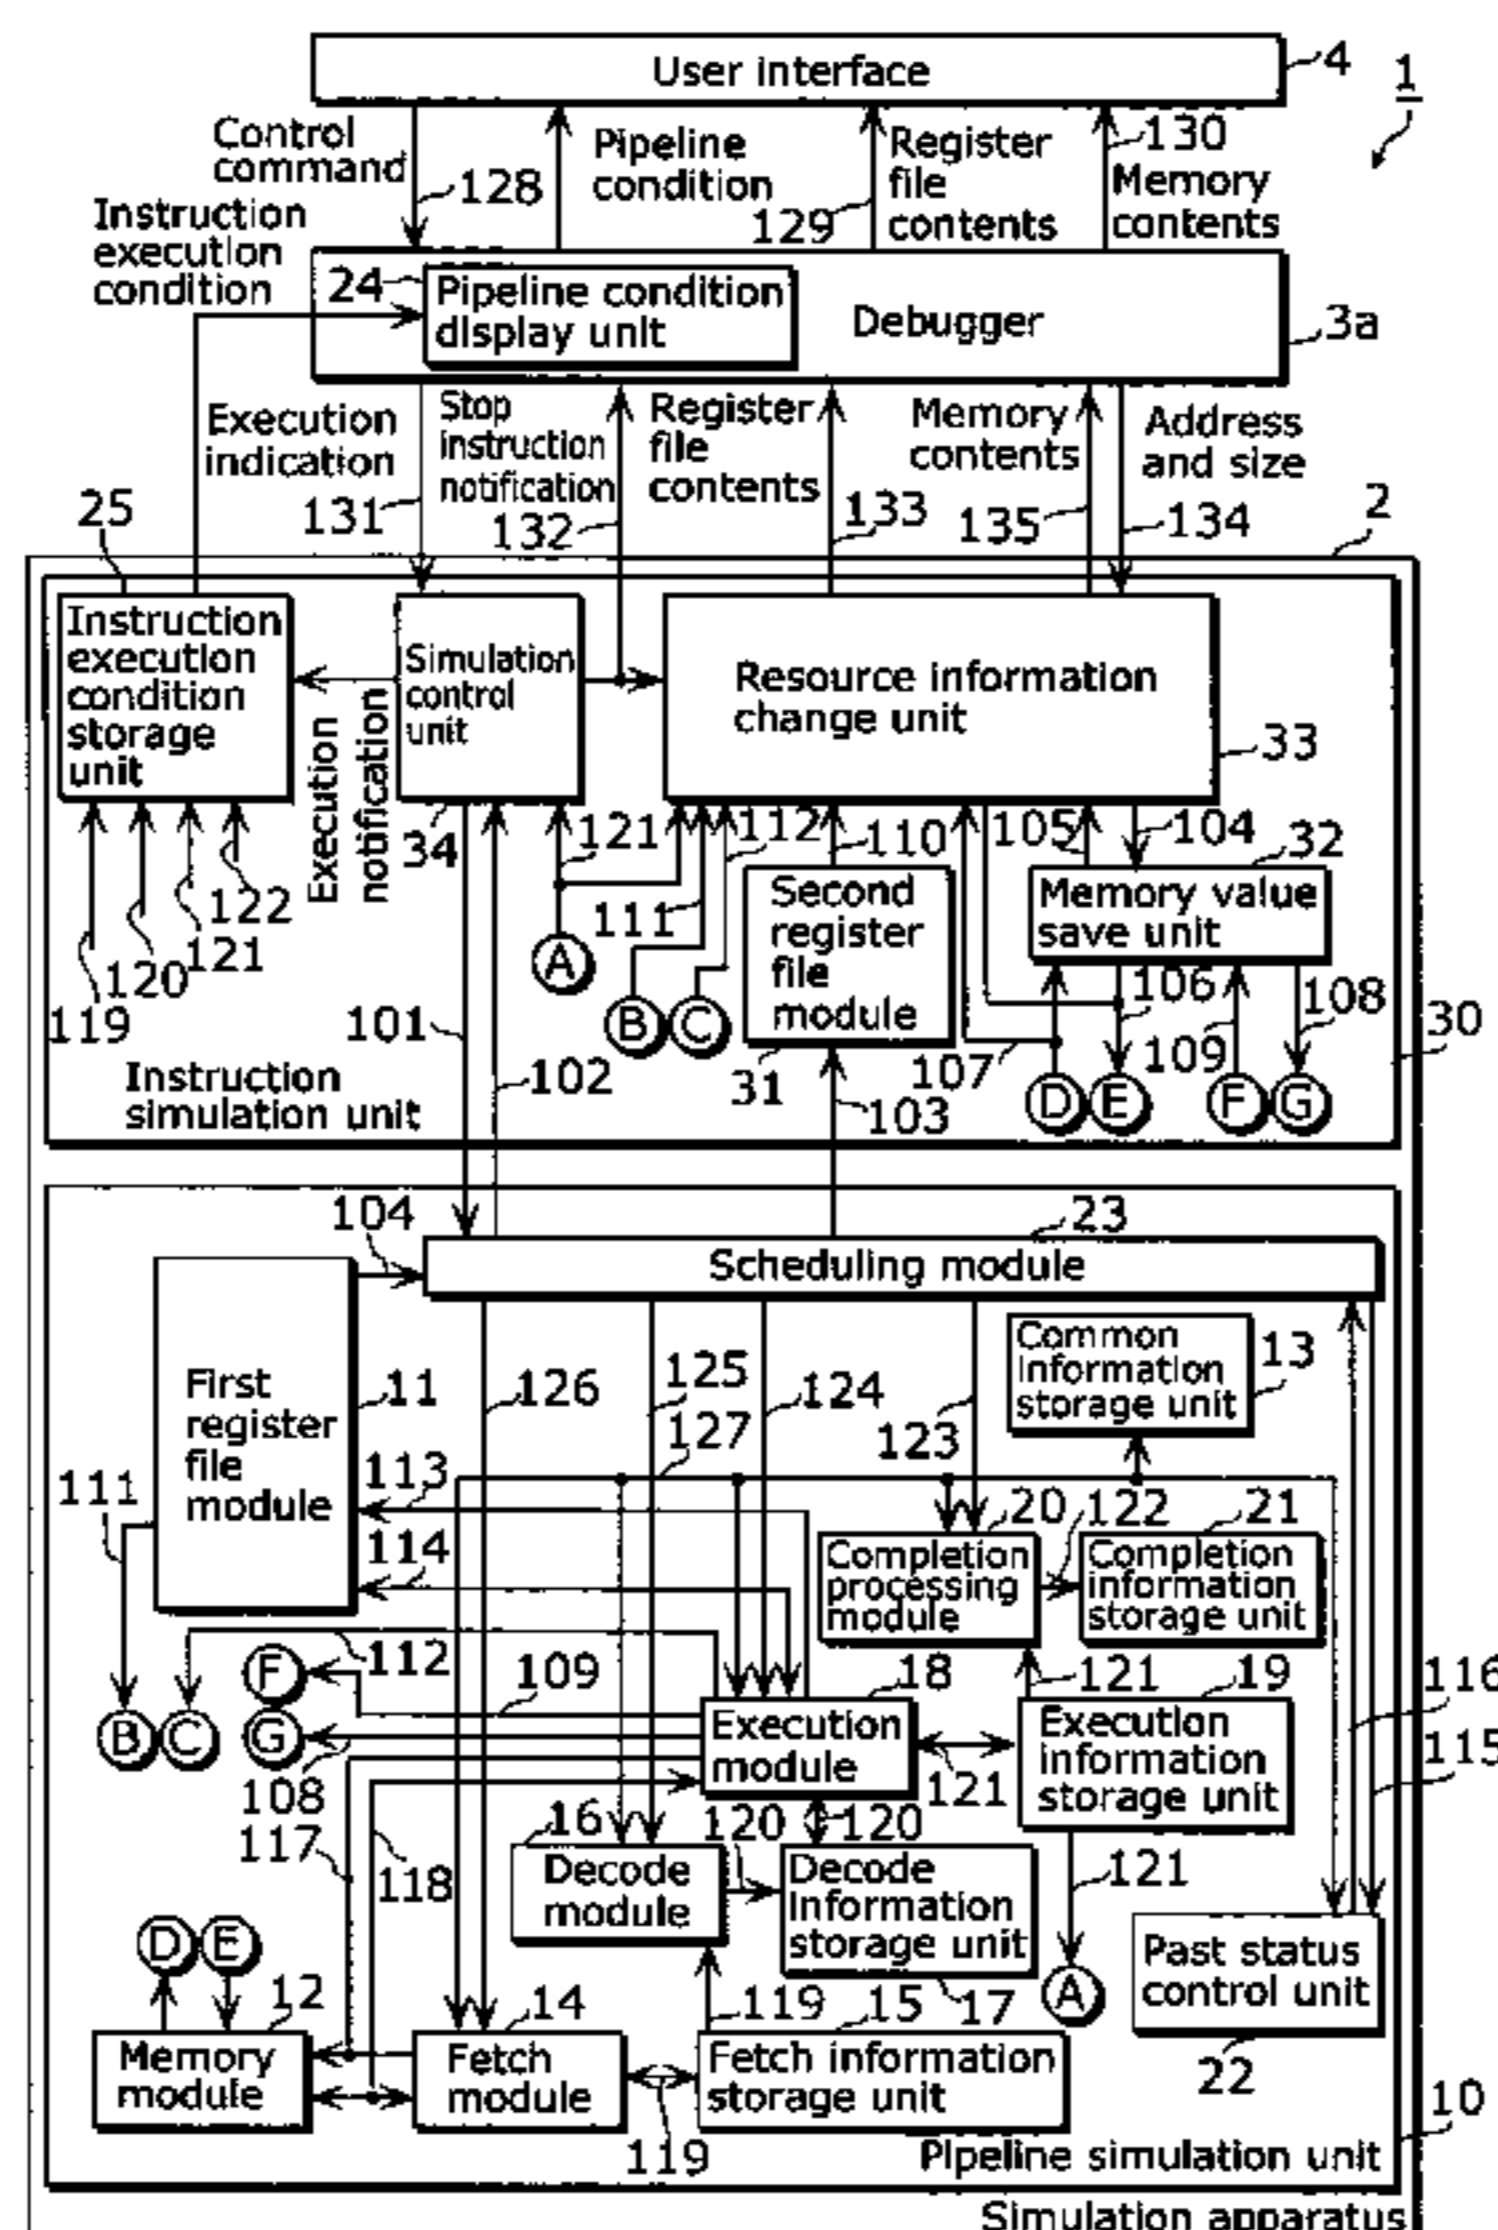 User interface
4
1
Control
command
128
Pipeline
condition
129
Register
file
contents
130
Memory
contents
Instruction
execution
condition
24
Pipeline condition
display unit
Debugger
3a
Execution
indication
131
Stop
instruction
notification
132
Register
file
contents
133
Memory
contents
135
Address
and size
134
2
25
Instruction
execution
condition
storage
unit
Simulation
control
unit
Execution
notification
Resource information
change unit
33
34
121
112
110
105
104
32
111
Second
register
file
module
Memory value
save unit
122
121
120
119
A
B
C
101
102
31
103
107
106
109
108
D
E
F
G
30
Instruction
simulation unit
104
23
Scheduling module
First
register
file
module
11
126
125
127
124
123
Common
information
storage unit
13
111
113
114
20
122
21
Completion
processing
module
Completion
information
storage unit
112
109
F
G
B
C
108
18
121
19
116
115
Execution
module
121
Execution
information
storage unit
117
118
16
120
120
Decode
module
Decode
Information
storage unit
121
17
A
Past status
control unit
22
D
E
12
14
119
15
Memory
module
Fetch
module
Fetch information
storage unit
119
10
Pipeline simulation unit
Simulation apparatus